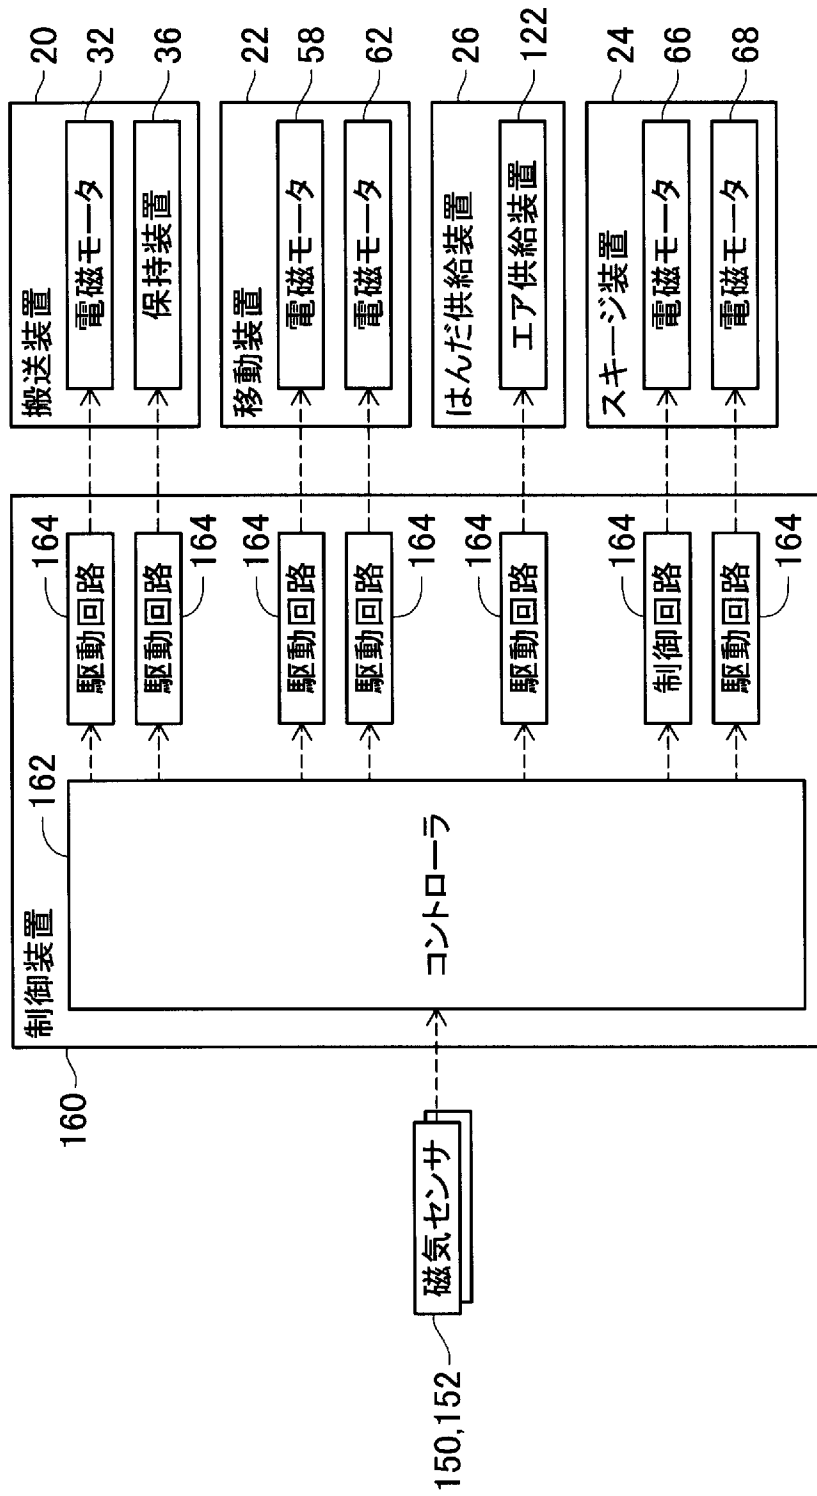 150,152
磁気センサ
160
制御装置
162
コントローラ
164
駆動回路
駆動回路
164
164
駆動回路
駆動回路
164
164
駆動回路
164
制御回路
駆動回路
164
搬送装置
20
電磁モータ
32
保持装置
36
移動装置
22
電磁モータ
58
電磁モータ
62
はんだ供給装置
26
エア供給装置
122
スキージ装置
24
電磁モータ
66
電磁モータ
68